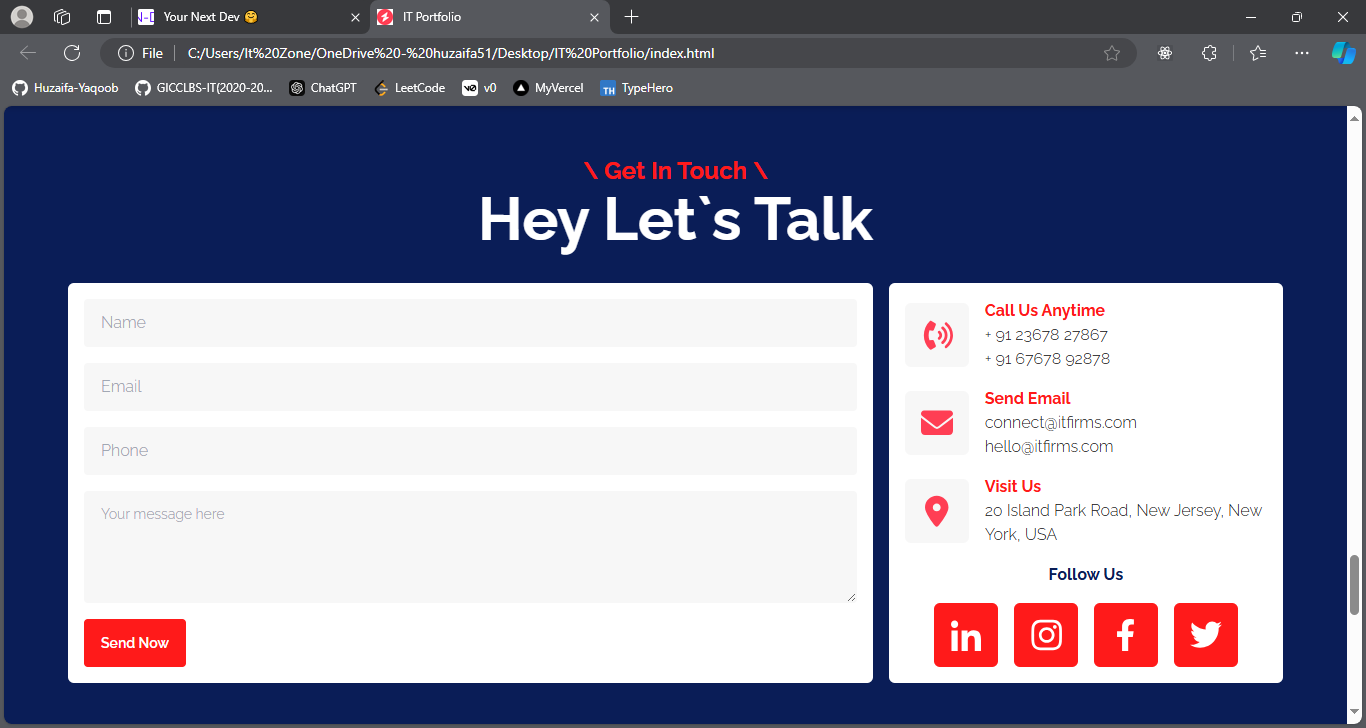 Your Next Dev 🤗
IT Portfolio
File
C:/Users/It%20Zone/OneDrive%20-%20huzaifa51/Desktop/IT%20Portfolio/index.html
Huzaifa-Yaqoob
GICCLBS-IT(2020-20...
ChatGPT
LeetCode
v0
MyVercel
TH
TypeHero
\ Get In Touch \
Hey Let`s Talk
Name
Email
Phone
Your message here
Send Now
Call Us Anytime
+ 91 23678 27867
+ 91 67678 92878
Send Email
connect@itfirms.com
hello@itfirms.com
Visit Us
20 Island Park Road, New Jersey, New
York, USA
Follow Us
in